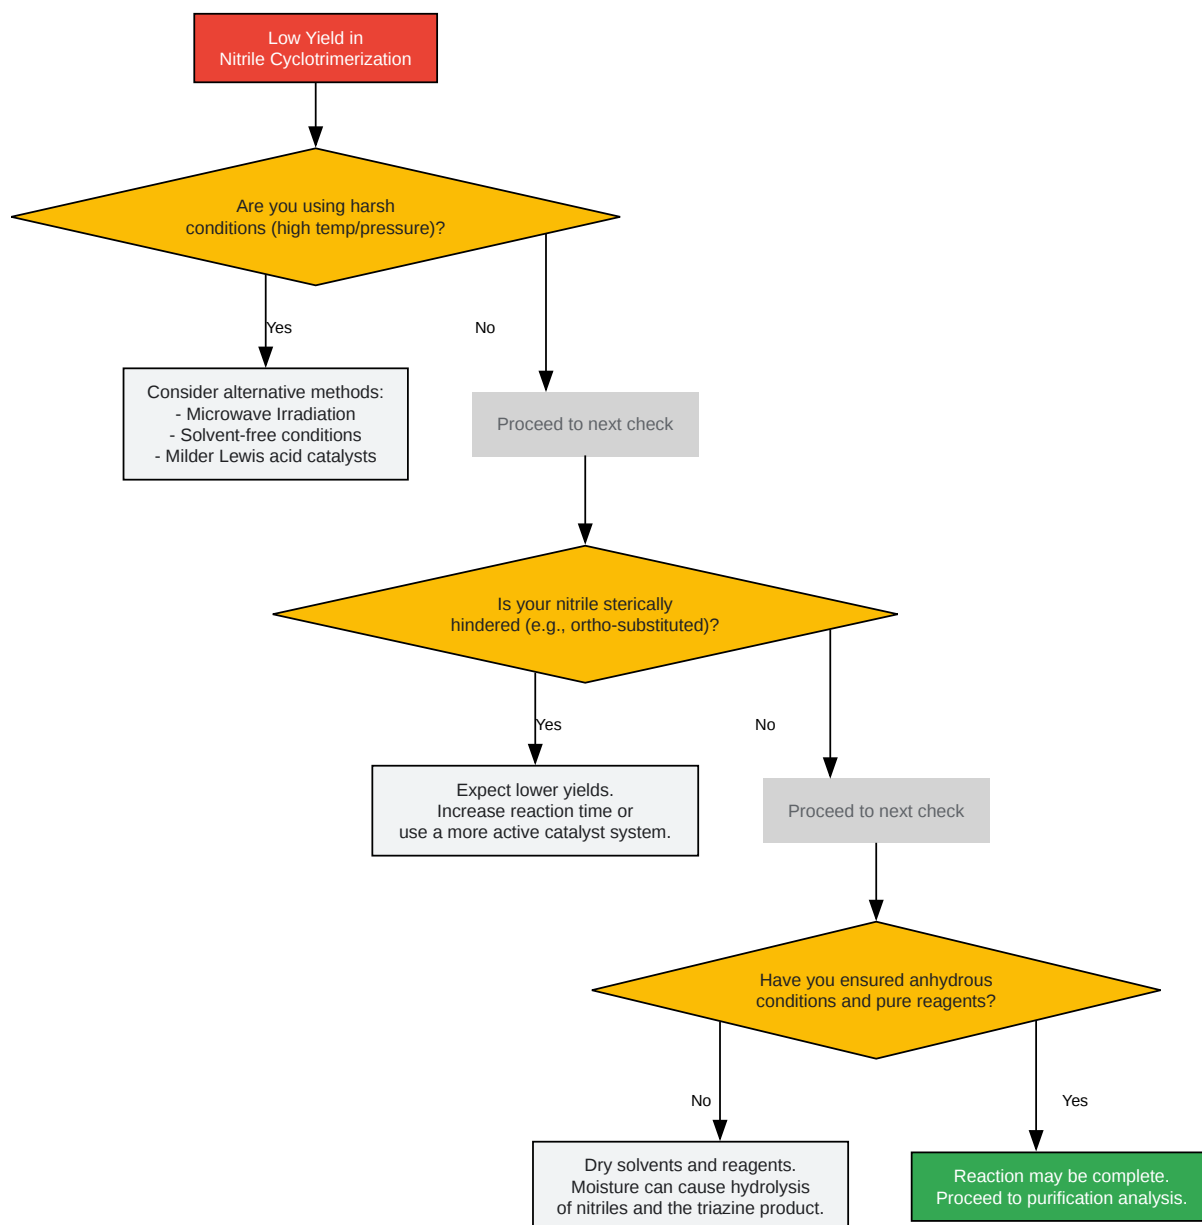 Low Yield in
Nitrile Cyclotrimerization
Are you using harsh
conditions (high temp/pressure)?
Yes
No
Consider alternative methods:
- Microwave Irradiation
- Solvent-free conditions
- Milder Lewis acid catalysts
Proceed to next check
Is your nitrile sterically
hindered (e.g., ortho-substituted)?
Yes
No
Expect lower yields.
Increase reaction time or
use a more active catalyst system.
Proceed to next check
Have you ensured anhydrous
conditions and pure reagents?
No
Yes
Dry solvents and reagents.
Moisture can cause hydrolysis
of nitriles and the triazine product.
Reaction may be complete.
Proceed to purification analysis.